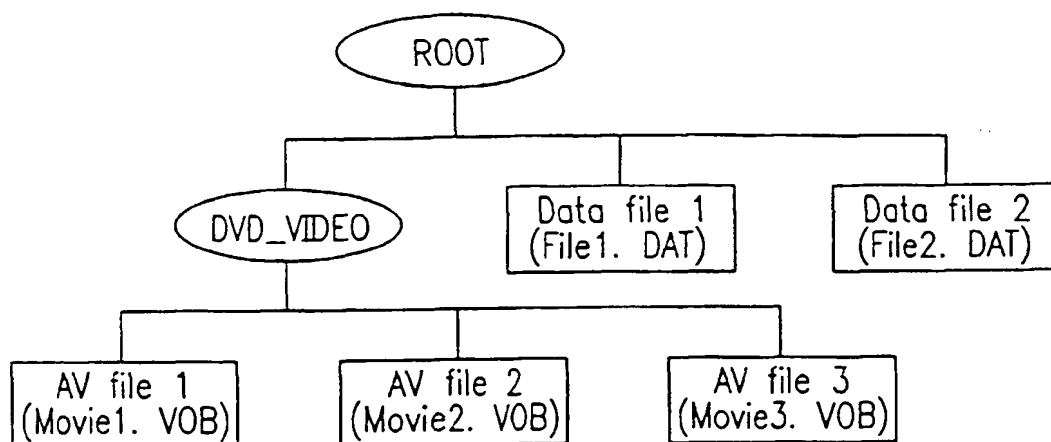 ROOT
DVD_VIDEO
Data file 1
(File1. DAT)
Data file 2
(File2. DAT)
AV file 1
(Movie1. VOB)
AV file 2
(Movie2. VOB)
AV file 3
(Movie3. VOB)